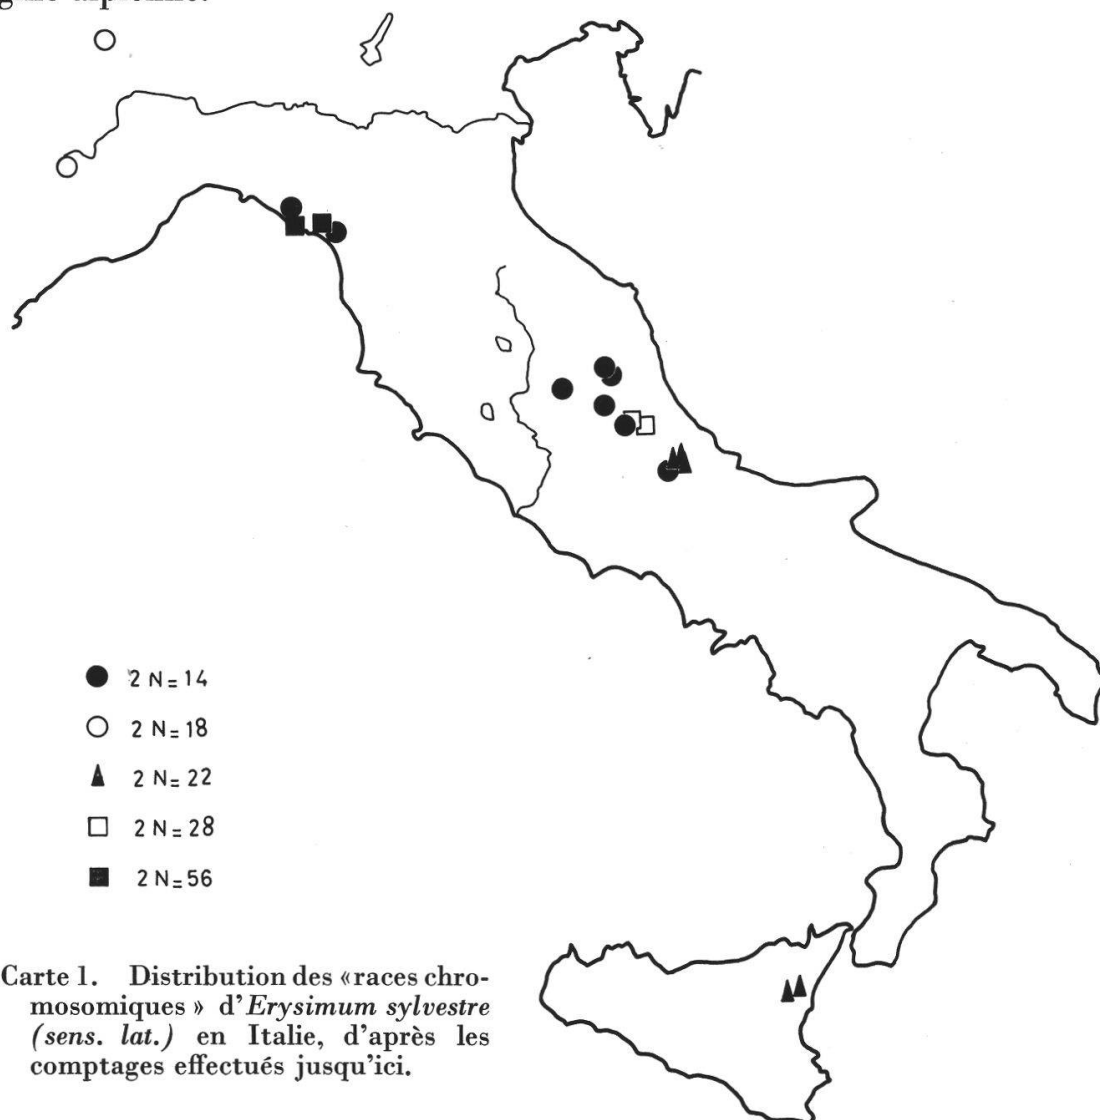 2 N = 14
2 N = 18
2 N = 22
2 N = 28
2 N = 56
Carte 1. Distribution des «races chro-
mosomiques » d'Erysimum sylvestre
(sens. lat.) en Italie, d'après les
comptages effectués jusqu'ici.